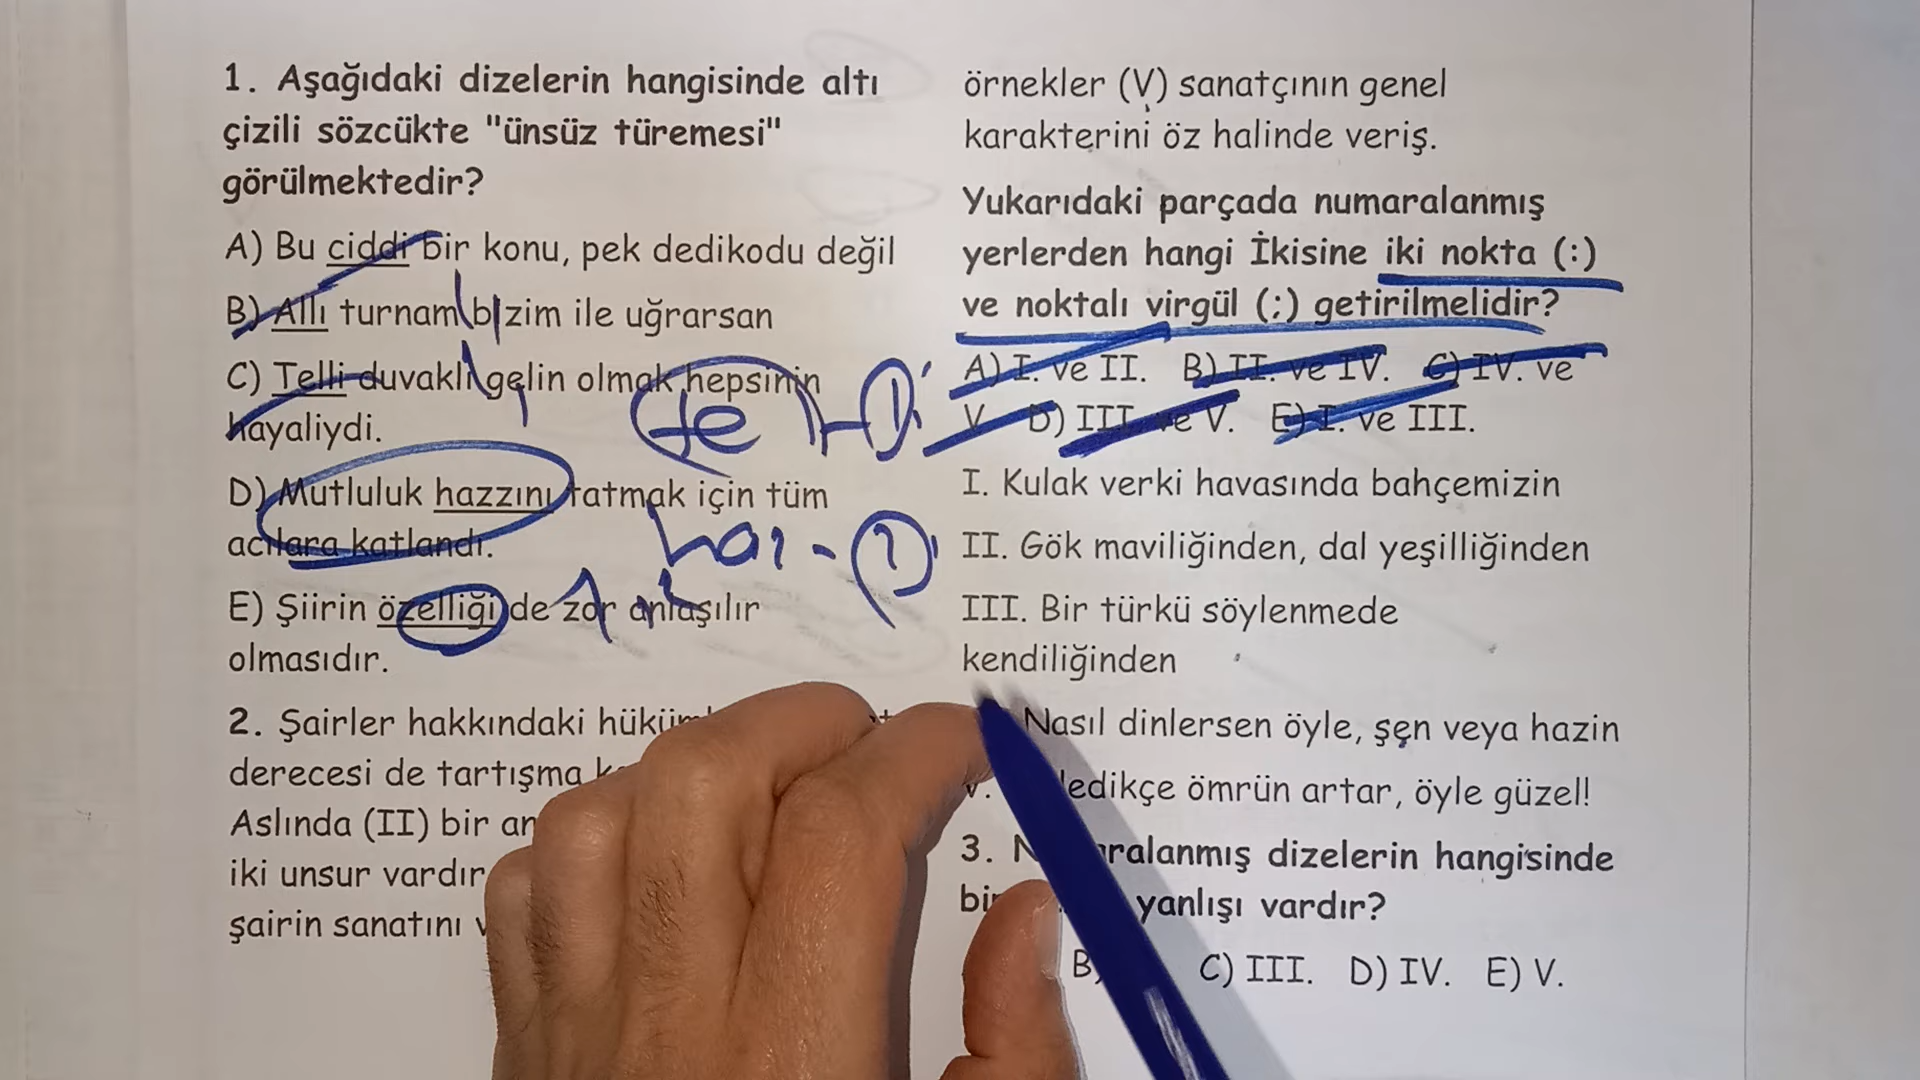 1. Aşağıdaki dizelerin hangisinde altı
çizili sözcükte "ünsüz türemesi"
görülmektedir?
A) Bu ciddi bir konu, pek dedikodu değil
B) Allı turnam bizim ile uğrarsan
C) Telli duvaklı gelin olmak hepsinin
hayaliydi.
D) Mutluluk hazzını tatmak için tüm
acılara katlandı.
E) Şiirin özelliği de zor anlaşılır
olmasıdır.
2. Şairler hakkındaki
derecesi de tartışma
Aslında (II) bir
iki unsur vardır
şairin sanatını
örnekler (V) sanatçının genel
karakterini öz halinde veriş.
Yukarıdaki parçada numaralanmış
yerlerden hangi İkisine iki nokta (:)
ve noktalı virgül (;) getirilmelidir?
A) I. ve II. B) II. ve IV. C) IV. ve
V. D) III. ve V. E) I. ve III.
I. Kulak verki havasında bahçemizin
II. Gök maviliğinden, dal yeşilliğinden
III. Bir türkü söylenmede
kendiliğinden
Nasıl dinlersen öyle, şen veya hazin
V. öyle güzel! ömrün artar,
3. dizelerin hangisinde
yanlışı vardır?
C) III. D) IV. E) V.